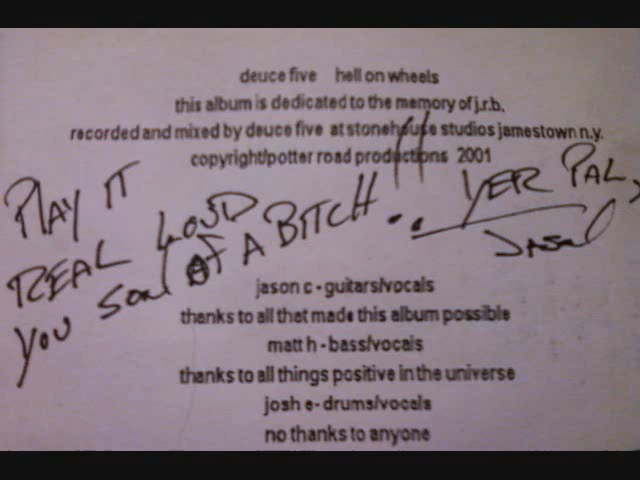 deuce five hell on wheels
this album is dedicated to the memory of j.r.b.
recorded and mixed by deuce five at stonehouse studios jamestown n.y.
copyright/potter road productions 2001
PLAY IT
REAL LOUD
YOU SON OF A BITCH!!..
YER PAL,
Jason
jason c - guitars/vocals
thanks to all that made this album possible
matt h - bass/vocals
thanks to all things positive in the universe
josh e - drums/vocals
no thanks to anyone